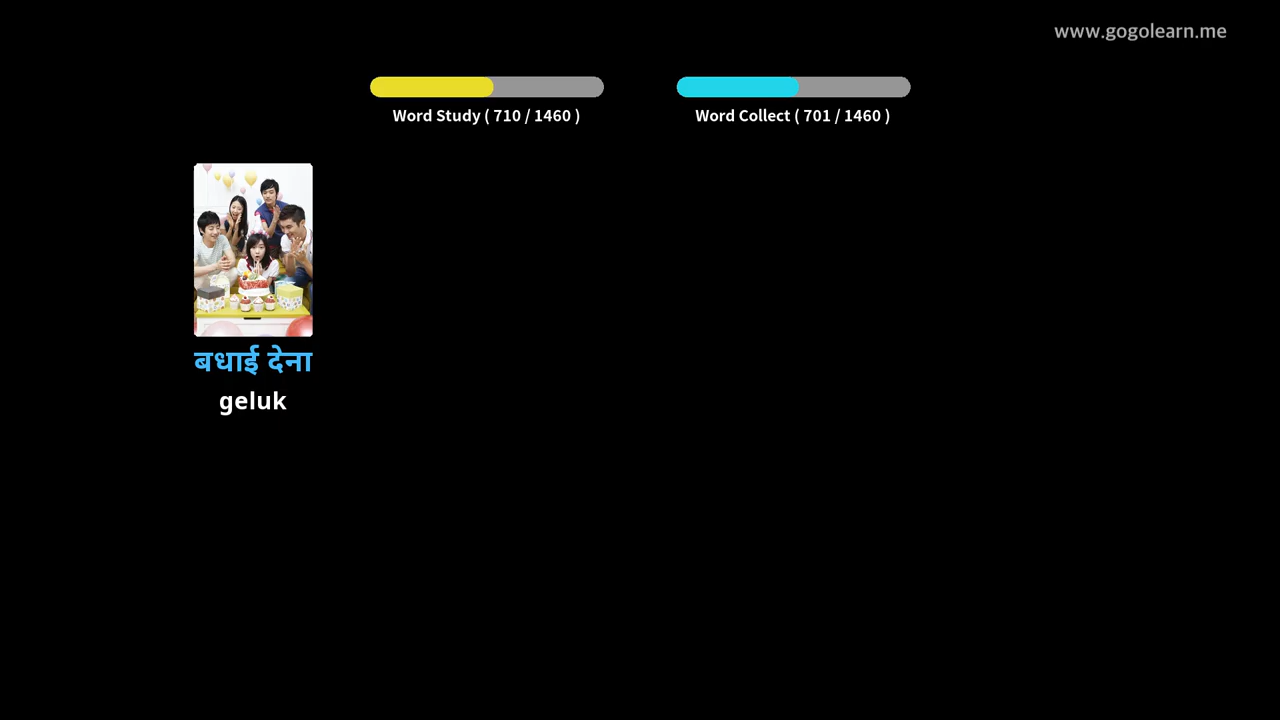 www.gogolearn.me
Word Study ( 710 / 1460 )
Word Collect ( 701 / 1460 )
बधाई देना
geluk